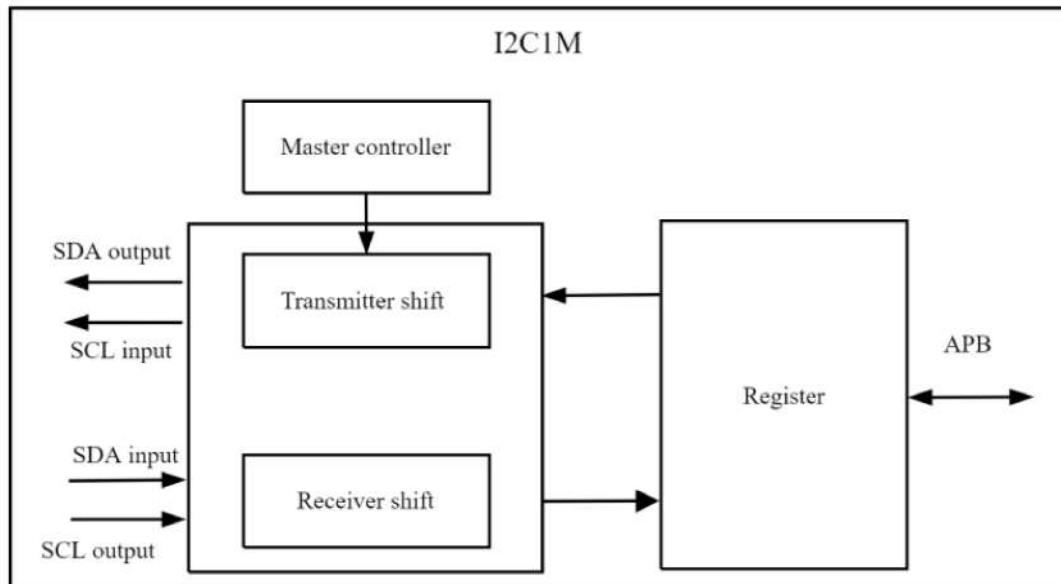 I2C1M
Master controller
SDA output
Transmitter shift
SCL input
APB
Register
SDA input
Receiver shift
SCL output